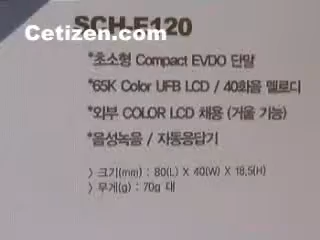 SCH-E120
Cetizen.com
*초소형 Compact EVDO 단말
*65K Color UFB LCD / 40화음 멜로디
*외부 COLOR LCD 채용 (거울 기능)
*음성녹음 / 자동응답기
> 크기(mm) : 80(L) X 40(W) X 18.5(H)
> 무게(g) : 70g 대